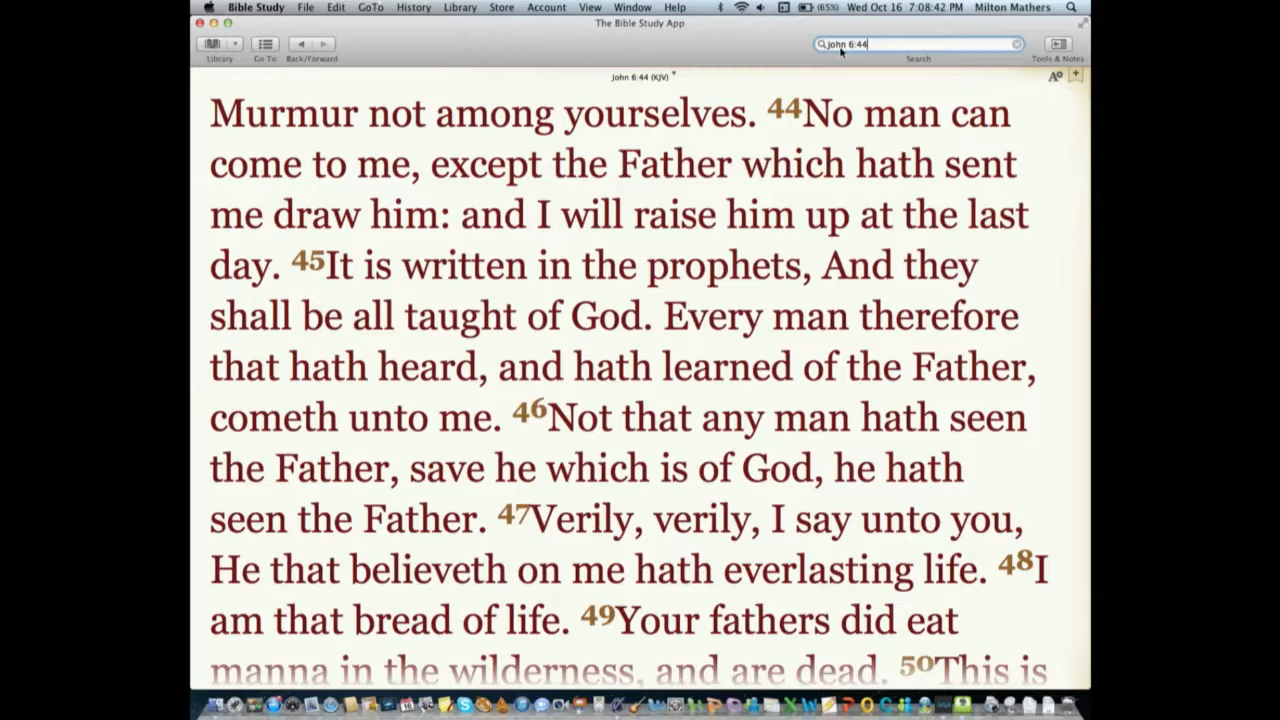 Bible Study File Edit GoTo History Library Store Account View Window Help (65%) Wed Oct 16 7:08:42 PM Milton Mathers
The Bible Study App
john 6:44
Library Go To Back/Forward Search Tools & Notes
John 6:44 (KJV)
Murmur not among yourselves. 44No man can
come to me, except the Father which hath sent
me draw him: and I will raise him up at the last
day. 45It is written in the prophets, And they
shall be all taught of God. Every man therefore
that hath heard, and hath learned of the Father,
cometh unto me. 46Not that any man hath seen
the Father, save he which is of God, he hath
seen the Father. 47Verily, verily, I say unto you,
He that believeth on me hath everlasting life. 48I
am that bread of life. 49Your fathers did eat
manna in the wilderness, and are dead. 50This is